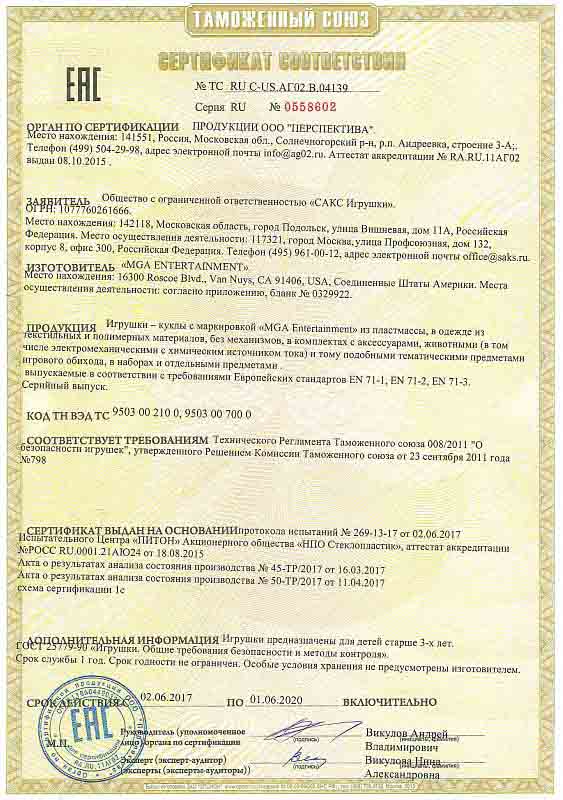 ТАМОЖЕННЫЙ СОЮЗ
СЕРТИФИКАТ СООТВЕТСТВИЯ
ЕАС
№ ТС RU C-US.АГ02.В.04139
Серия RU № 0558602
ОРГАН ПО СЕРТИФИКАЦИИ ПРОДУКЦИИ ООО "ПЕРСПЕКТИВА".
Место нахождения: 141551, Россия, Московская обл., Солнечногорский р-н, р.п. Андреевка, строение 3-А;.
Телефон (499) 504-29-98, адрес электронной почты info@ag02.ru. Аттестат аккредитации № RA.RU.11АГ02
выдан 08.10.2015 .
ЗАЯВИТЕЛЬ Общество с ограниченной ответственностью «САКС Игрушки».
ОГРН: 1077760261666.
Место нахождения: 142118, Московская область, город Подольск, улица Вишневая, дом 11А, Российская
Федерация. Место осуществления деятельности: 117321, город Москва,улица Профсоюзная, дом 132,
корпус 8, офис 300, Российская Федерация. Телефон (495) 961-00-12, адрес электронной почты office@saks.ru.
ИЗГОТОВИТЕЛЬ «MGA ENTERTAINMENT».
Место нахождения: 16300 Roscoe Blvd., Van Nuys, CA 91406, USA, Соединенные Штаты Америки. Места
осуществления деятельности: согласно приложению, бланк № 0329922.
ПРОДУКЦИЯ Игрушки – куклы с маркировкой «MGA Entertainment» из пластмассы, в одежде из
текстильных и полимерных материалов, без механизмов, в комплектах с аксессуарами, животными (в том
числе электромеханическими с химическим источником тока) и тому подобными тематическими предметами
игрового обихода, в наборах и отдельными предметами .
выпускаемые в соответствии с требованиями Европейских стандартов EN 71-1, EN 71-2, EN 71-3.
Серийный выпуск.
КОД ТН ВЭД ТС 9503 00 210 0, 9503 00 700 0
СООТВЕТСТВУЕТ ТРЕБОВАНИЯМ Технического Регламента Таможенного союза 008/2011 "О
безопасности игрушек", утвержденного Решением Комиссии Таможенного союза от 23 сентября 2011 года
№798
СЕРТИФИКАТ ВЫДАН НА ОСНОВАНИИ протокола испытаний № 269-13-17 от 02.06.2017
Испытательного Центра «ПИТОН» Акционерного общества «НПО Стеклопластик», аттестат аккредитации
№РОСС RU.0001.21АЮ24 от 18.08.2015
Акта о результатах анализа состояния производства № 45-ТР/2017 от 16.03.2017
Акта о результатах анализа состояния производства № 50-ТР/2017 от 11.04.2017
схема сертификации 1с
ДОПОЛНИТЕЛЬНАЯ ИНФОРМАЦИЯ Игрушки предназначены для детей старше 3-х лет.
ГОСТ 25779-90 «Игрушки. Общие требования безопасности и методы контроля».
Срок службы 1 год. Срок годности не ограничен. Особые условия хранения не предусмотрены изготовителем.
СРОК ДЕЙСТВИЯ С 02.06.2017 ПО 01.06.2020 ВКЛЮЧИТЕЛЬНО
ЕАС
RA.RU.11АГ02
М.П.
Руководитель (уполномоченное
лицо) органа по сертификации
(подпись)
Викулов Андрей
(инициалы, фамилия)
Владимирович
Эксперт (эксперт-аудитор)
(эксперты (эксперты-аудиторы))
(подпись)
Викулова Нина
(инициалы, фамилия)
Александровна